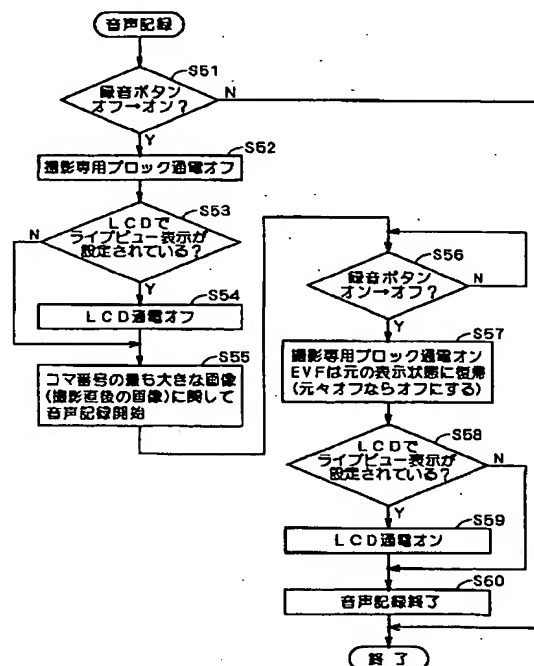 音声記録
S51
録音ボタン
オフ→オン？
N
Y
S52
撮影専用ブロック通電オフ
S53
LCDで
ライブビュー表示が
設定されている？
N
Y
S54
LCD通電オフ
S55
コマ番号の最も大きな画像
(撮影直後の画像)に関して
音声記録開始
S56
録音ボタン
オン→オフ？
N
Y
S57
撮影専用ブロック通電オン
EVFは元の表示状態に復帰
(元々オフならオフにする)
S58
LCDで
ライブビュー表示が
設定されている？
N
Y
S59
LCD通電オン
S60
音声記録終了
終了